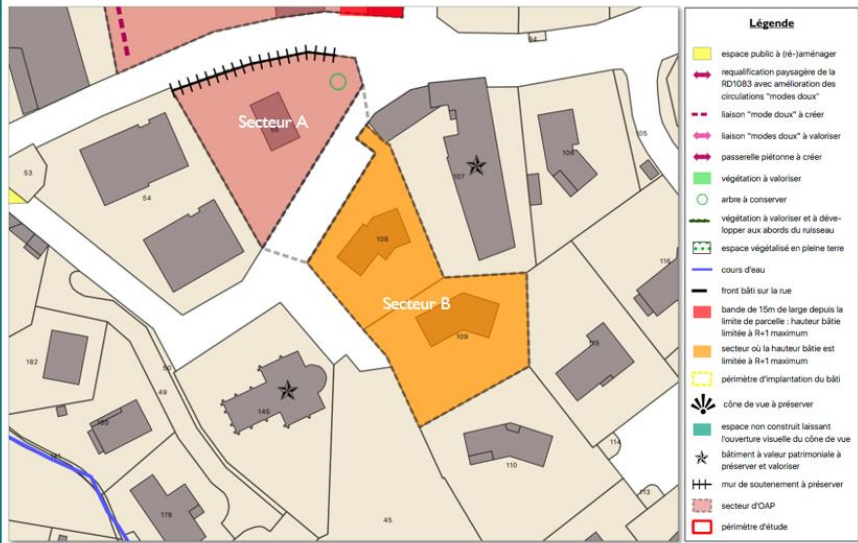 Secteur A
Secteur B
53
54
55
34
107
106
105
108
109
116
115
114
113
110
182
180
181
50
49
145
178
45
Légende
espace public à (ré-)aménager
requalification paysagère de la
RD1083 avec amélioration des
circulations "modes doux"
liaison "mode doux" à créer
liaison "modes doux" à valoriser
passerelle piétonne à créer
végétation à valoriser
arbre à conserver
végétation à valoriser et à déve-
lopper aux abords du ruisseau
espace végétalisé en pleine terre
cours d'eau
front bâti sur la rue
bande de 15m de large depuis la
limite de parcelle : hauteur bâtie
limitée à R+1 maximum
secteur où la hauteur bâtie est
limitée à R+1 maximum
périmètre d'implantation du bâti
cône de vue à préserver
espace non construit laissant
l'ouverture visuelle du cône de vue
bâtiment à valeur patrimoniale à
préserver et valoriser
mur de soutenement à préserver
secteur d'OAP
périmètre d'étude